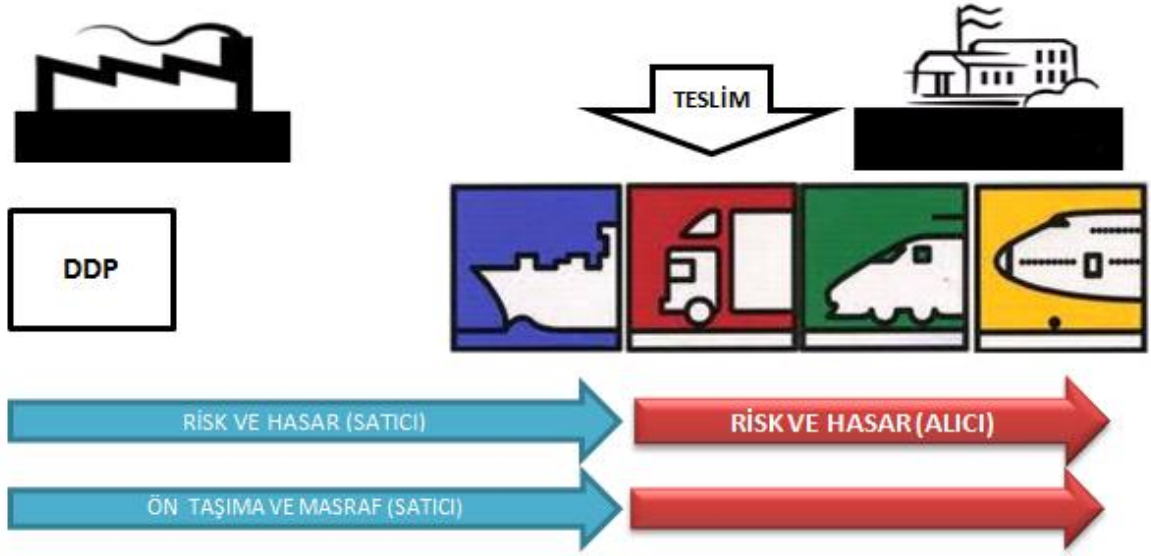 TESLİM
DDP
RİSK VE HASAR (SATICI)
RİSK VE HASAR (ALICI)
ÖN TAŞIMA VE MASRAF (SATICI)